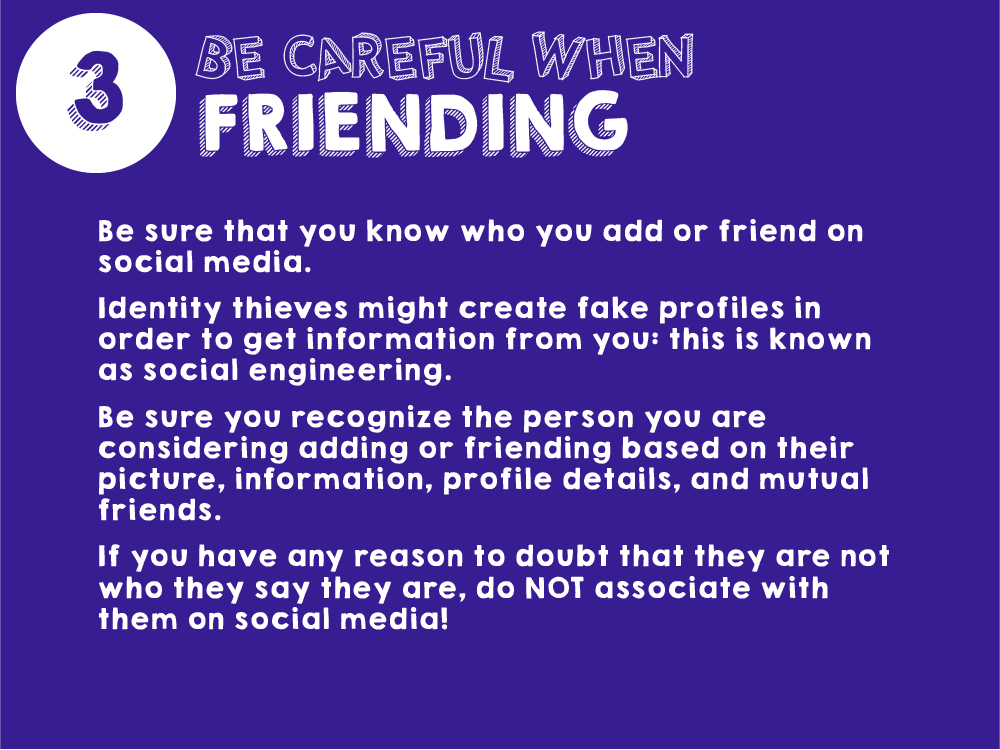 3
BE CAREFUL WHEN
FRIENDING
Be sure that you know who you add or friend on
social media.
Identity thieves might create fake profiles in
order to get information from you: this is known
as social engineering.
Be sure you recognize the person you are
considering adding or friending based on their
picture, information, profile details, and mutual
friends.
If you have any reason to doubt that they are not
who they say they are, do NOT associate with
them on social media!